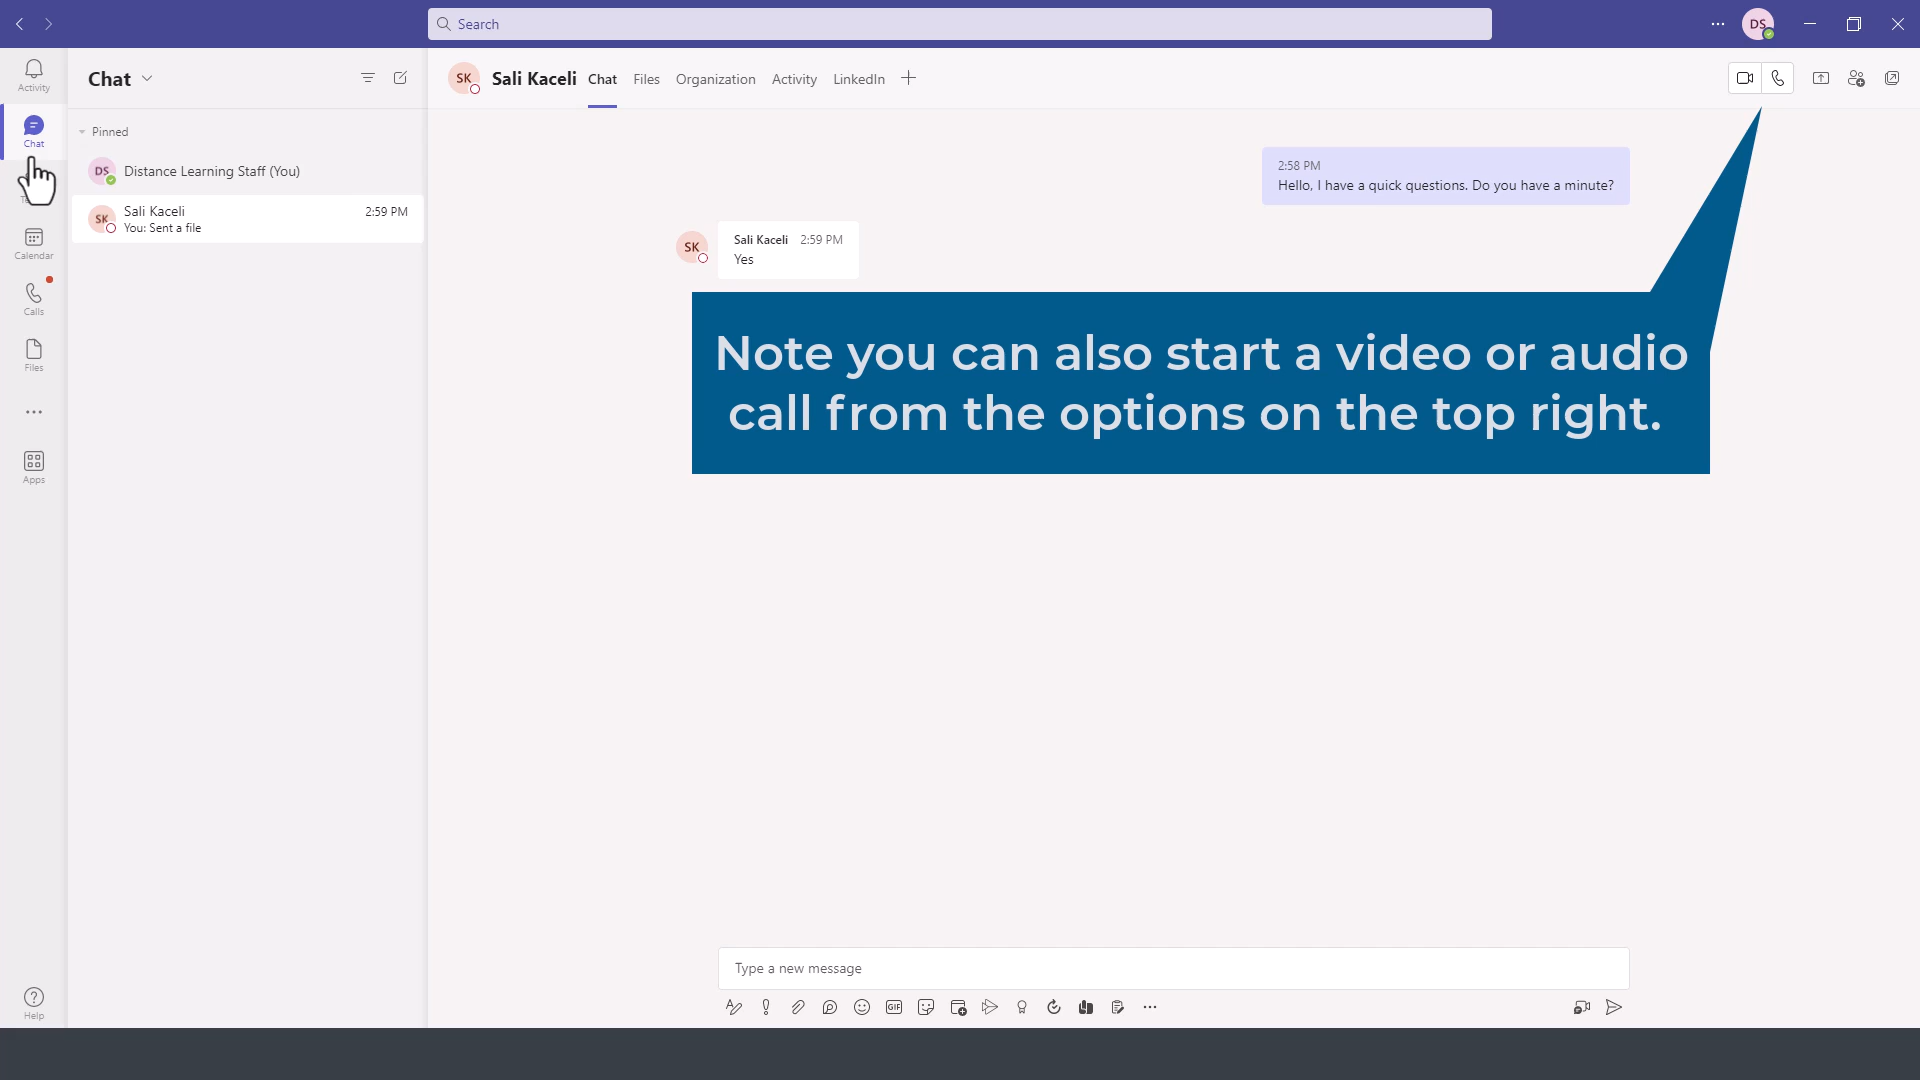 Search
DS
Activity
Chat
Calendar
Calls
Files
Apps
Help
Chat
Pinned
DS Distance Learning Staff (You)
SK Sali Kaceli 2:59 PM
You: Sent a file
SK Sali Kaceli Chat Files Organization Activity LinkedIn
2:58 PM
Hello, I have a quick questions. Do you have a minute?
SK Sali Kaceli 2:59 PM
Yes
Note you can also start a video or audio
call from the options on the top right.
Type a new message
GIF